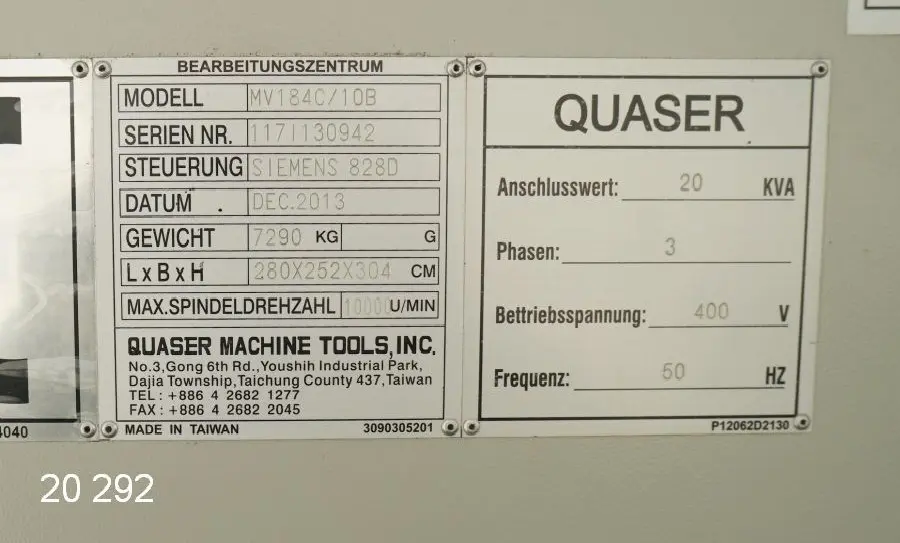 BEARBEITUNGSZENTRUM
MODELL MV184C/10B
SERIEN NR. 117I130942
STEUERUNG SIEMENS 828D
DATUM . DEC.2013
GEWICHT 7290 KG G
LxBxH 280X252X304 CM
MAX.SPINDELDREHZAHL 10000 U/MIN
QUASER MACHINE TOOLS, INC.
No.3,Gong 6th Rd.,Youshih Industrial Park,
Dajia Township,Taichung County 437,Taiwan
TEL : +886 4 2682 1277
FAX : +886 4 2682 2045
MADE IN TAIWAN 3090305201
QUASER
Anschlusswert: 20 KVA
Phasen: 3
Bettriebsspannung: 400 V
Frequenz: 50 HZ
P12062D2130
4040
20 292